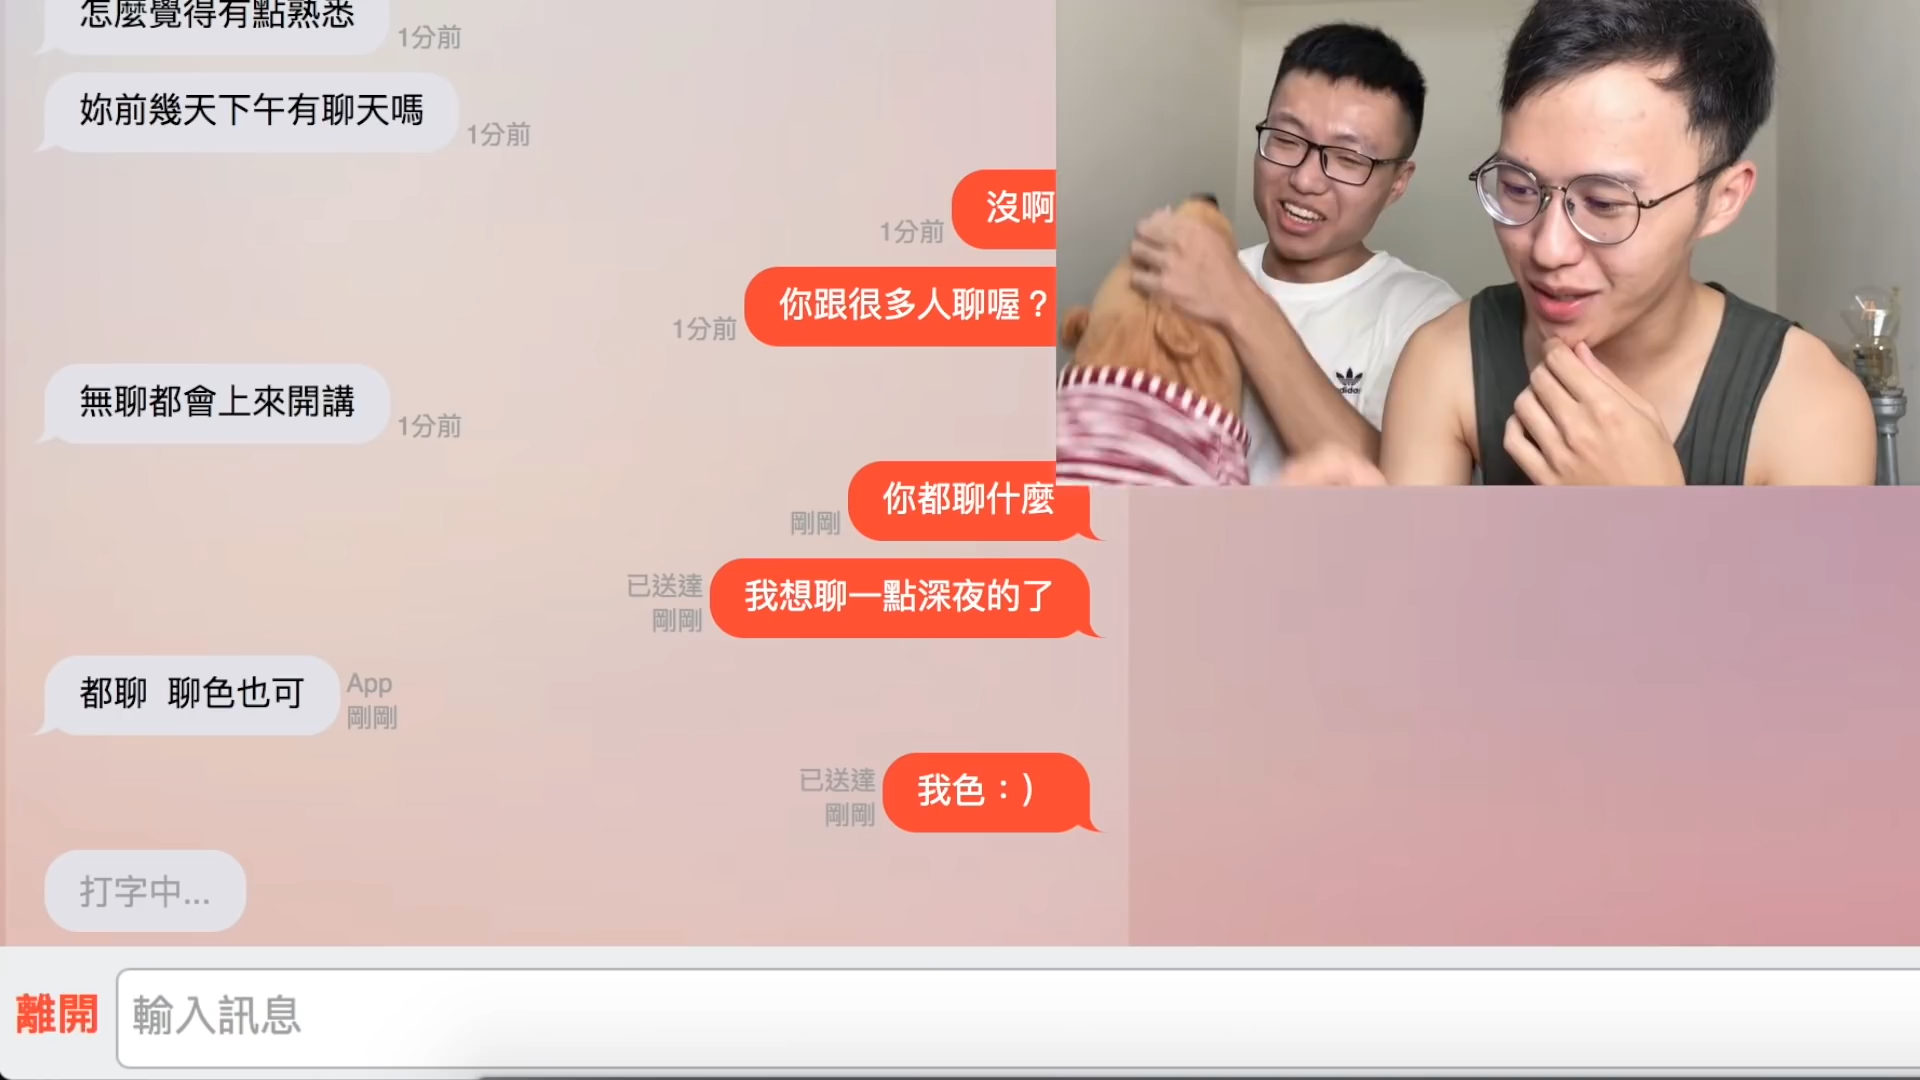 怎麼覺得有點熟悉
1分前
妳前幾天下午有聊天嗎
1分前
沒啊
1分前
你跟很多人聊喔？
1分前
無聊都會上來開講
1分前
你都聊什麼
剛剛
我想聊一點深夜的了
已送達
剛剛
都聊 聊色也可
App
剛剛
我色：)
已送達
剛剛
打字中...
離開
輸入訊息
adidas